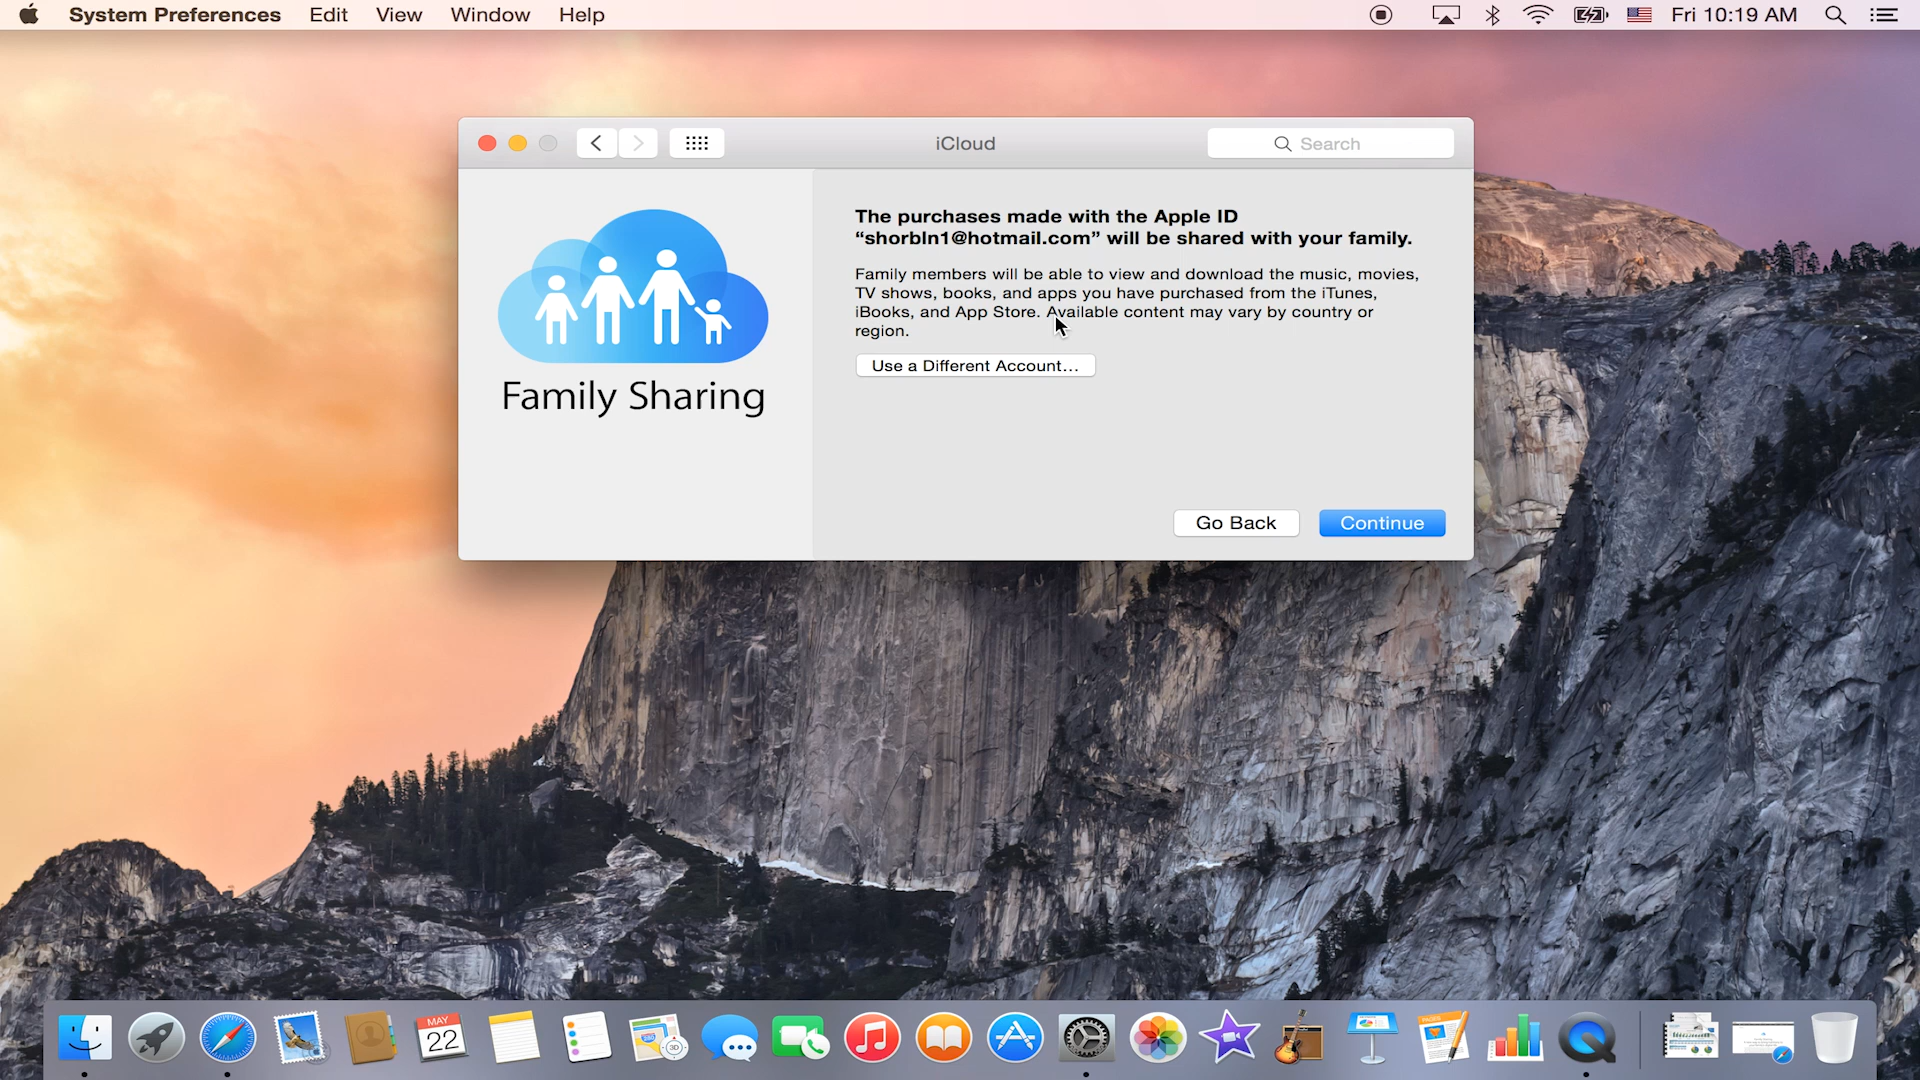 System Preferences Edit View Window Help Fri 10:19 AM
iCloud
Search
The purchases made with the Apple ID
“shorbln1@hotmail.com” will be shared with your family.
Family members will be able to view and download the music, movies,
TV shows, books, and apps you have purchased from the iTunes,
iBooks, and App Store. Available content may vary by country or
region.
Use a Different Account...
Family Sharing
Go Back Continue
MAY
22
3D
PAGES